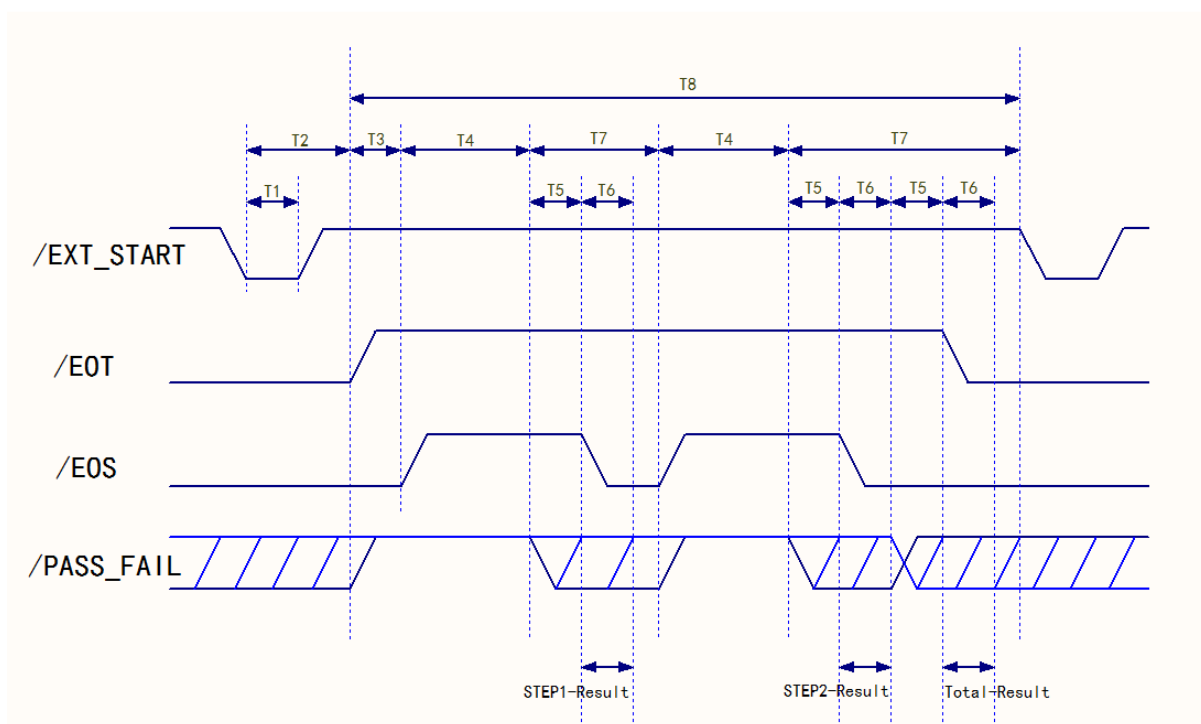 T8
T2 T3 T4 T7 T4 T7
T1 T5 T6 T5 T6 T5 T6
/EXT_START
/EOT
/EOS
/PASS_FAIL
STEP1-Result STEP2-Result Total-Result